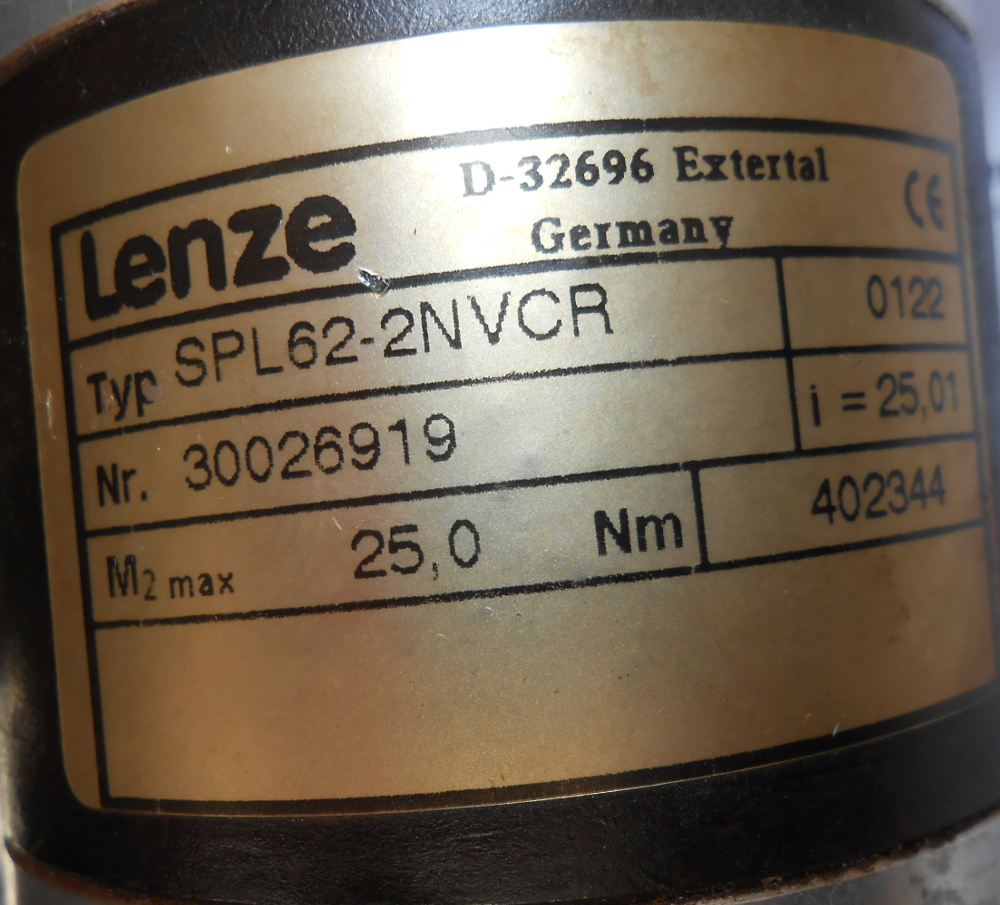 Lenze
D-32696 Extertal
Germany
CE
Typ SPL62-2NVCR
0122
Nr. 30026919
i = 25,01
M2 max 25,0 Nm
402344